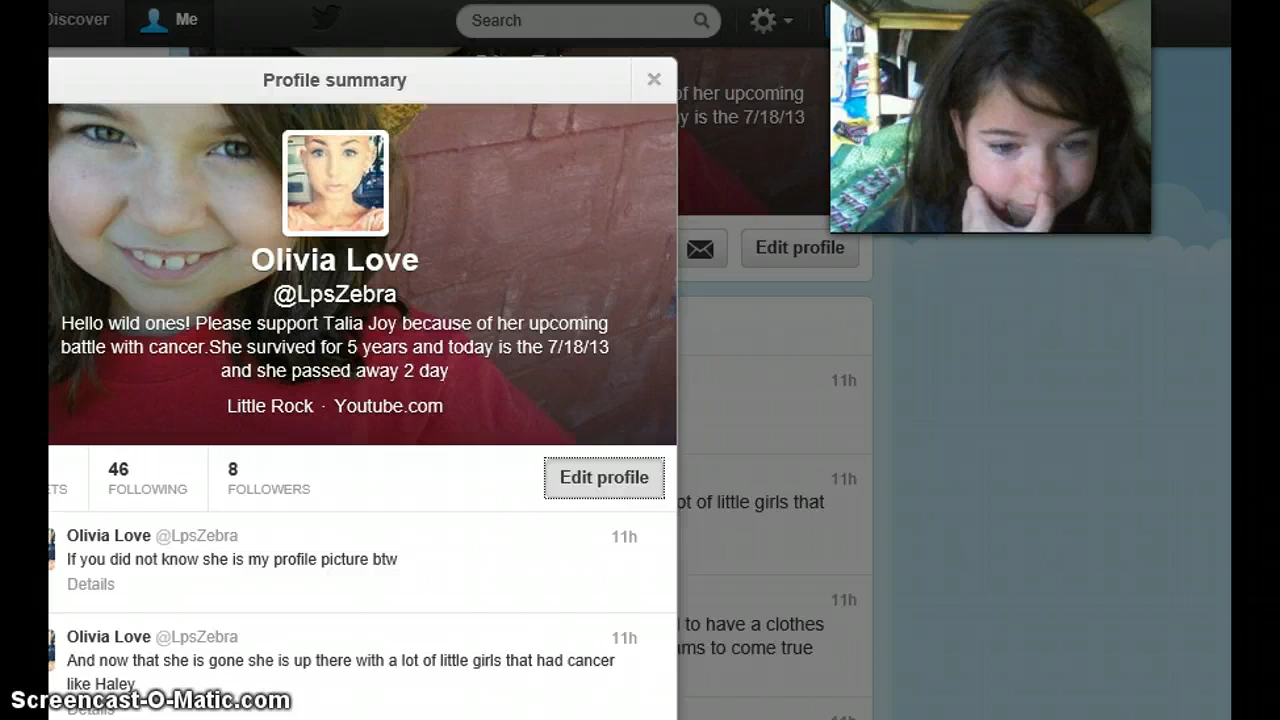 Discover
Me
Search
Profile summary
of her upcoming
y is the 7/18/13
Olivia Love
@LpsZebra
Hello wild ones! Please support Talia Joy because of her upcoming
battle with cancer.She survived for 5 years and today is the 7/18/13
and she passed away 2 day
Little Rock · Youtube.com
Edit profile
ETS
46
FOLLOWING
8
FOLLOWERS
Edit profile
11h
Olivia Love @LpsZebra
11h
If you did not know she is my profile picture btw
Details
11h
ot of little girls that
Olivia Love @LpsZebra
11h
And now that she is gone she is up there with a lot of little girls that had cancer
like Haley
Details
11h
to have a clothes
ams to come true
11h
Screencast-O-Matic.com